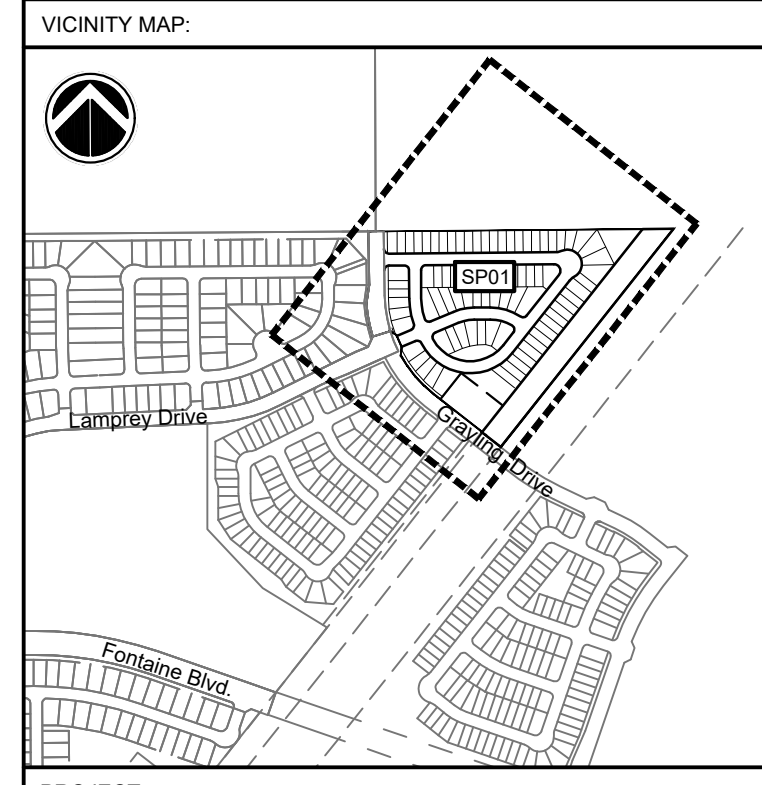 VICINITY MAP:
SP01
Lamprey Drive
Grayling Drive
Fontaine Blvd.